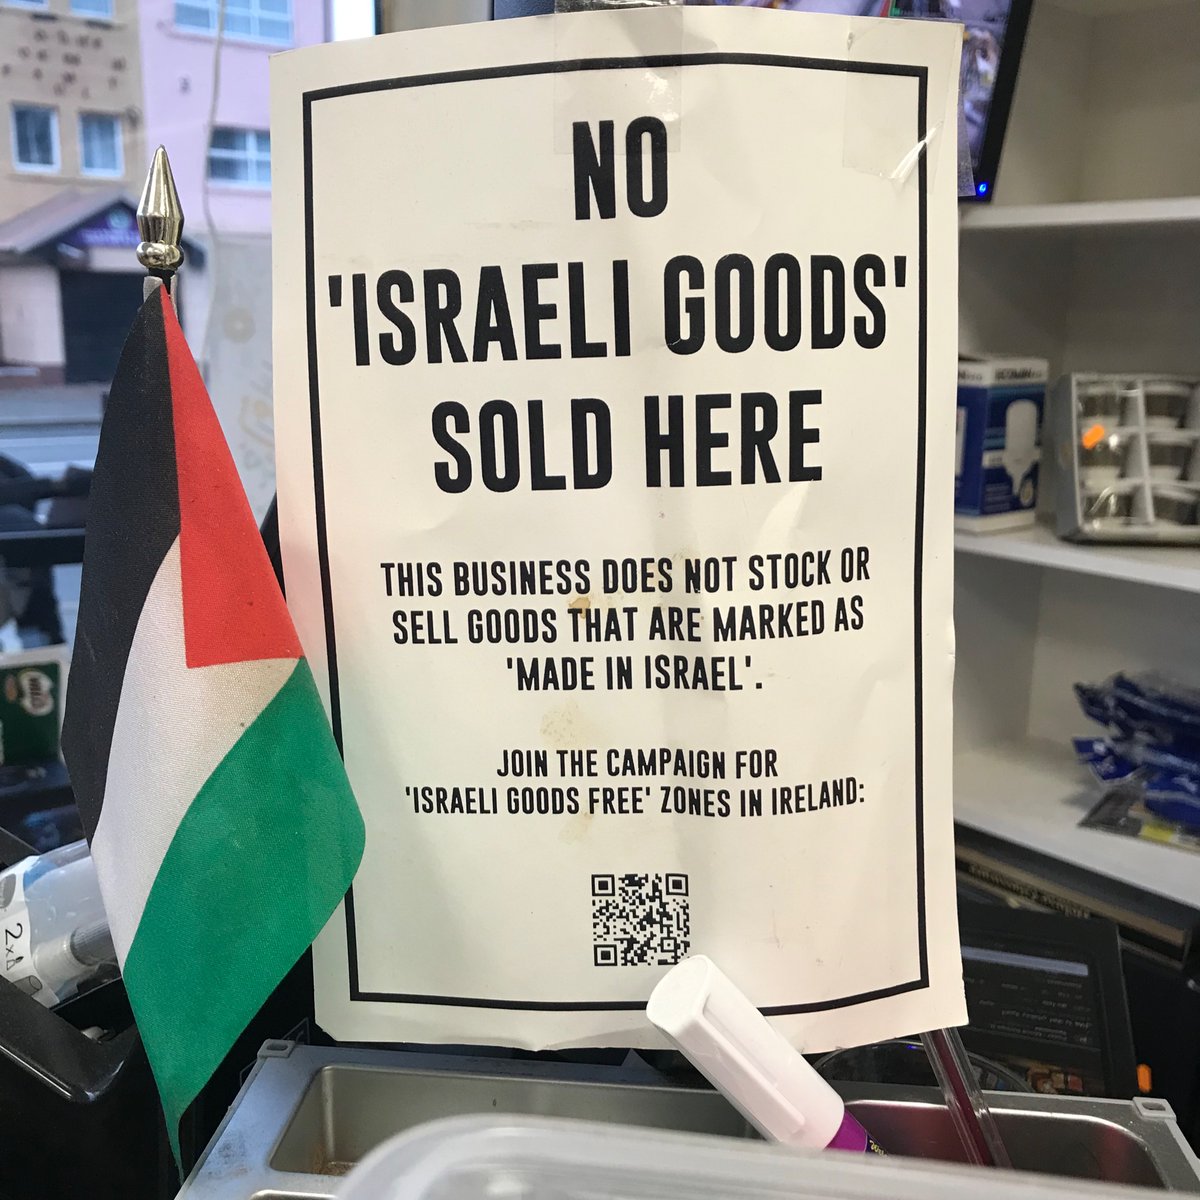 NO
'ISRAELI GOODS'
SOLD HERE
THIS BUSINESS DOES NOT STOCK OR
SELL GOODS THAT ARE MARKED AS
'MADE IN ISRAEL'.
JOIN THE CAMPAIGN FOR
'ISRAELI GOODS FREE' ZONES IN IRELAND:
2×A